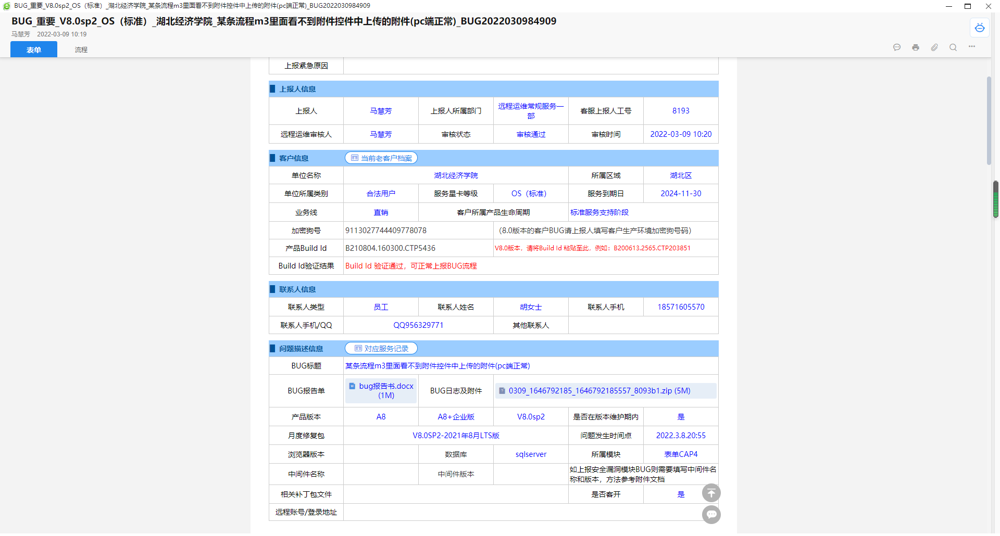 BUG_重要_V8.0sp2_OS（标准）_湖北经济学院_某条流程m3里面看不到附件控件中上传的附件(pc端正常)_BUG2022030984909
BUG_重要_V8.0sp2_OS（标准）_湖北经济学院_某条流程m3里面看不到附件控件中上传的附件(pc端正常)_BUG2022030984909
马慧芳 2022-03-09 10:19
表单 流程
上报紧急原因
上报人信息
上报人 马慧芳 上报人所属部门 远程运维常规服务一部 客服上报人工号 8193
远程运维审核人 马慧芳 审核状态 审核通过 审核时间 2022-03-09 10:20
客户信息 当前老客户档案
单位名称 湖北经济学院 所属区域 湖北区
单位所属类别 合法用户 服务星卡等级 OS（标准） 服务到期日 2024-11-30
业务线 直销 客户所属产品生命周期 标准服务支持阶段
加密狗号 9113027744409778078 （8.0版本的客户BUG请上报人填写客户生产环境加密狗号码）
产品Build Id B210804.160300.CTP5436 V8.0版本，请将Build Id 粘贴至此，例如：B200613.2565.CTP203851
Build Id验证结果 Build Id 验证通过，可正常上报BUG流程
联系人信息
联系人类型 员工 联系人姓名 胡女士 联系人手机 18571605570
联系人手机/QQ QQ956329771 其他联系人
问题描述信息 对应服务记录
BUG标题 某条流程m3里面看不到附件控件中上传的附件(pc端正常)
BUG报告单 bug报告书.docx (1M) BUG日志及附件 0309_1646792185_1646792185557_8093b1.zip (5M)
产品版本 A8 A8+企业版 V8.0sp2 是否在版本维护期内 是
月度修复包 V8.0SP2-2021年8月LTS版 问题发生时间点 2022.3.8.20:55
浏览器版本 数据库 sqlserver 所属模块 表单CAP4
中间件名称 中间件版本 如上报安全漏洞模块BUG则需要填写中间件名称和版本，方法参考附件文档
相关补丁包文件 是否客开 是
远程账号/登录地址